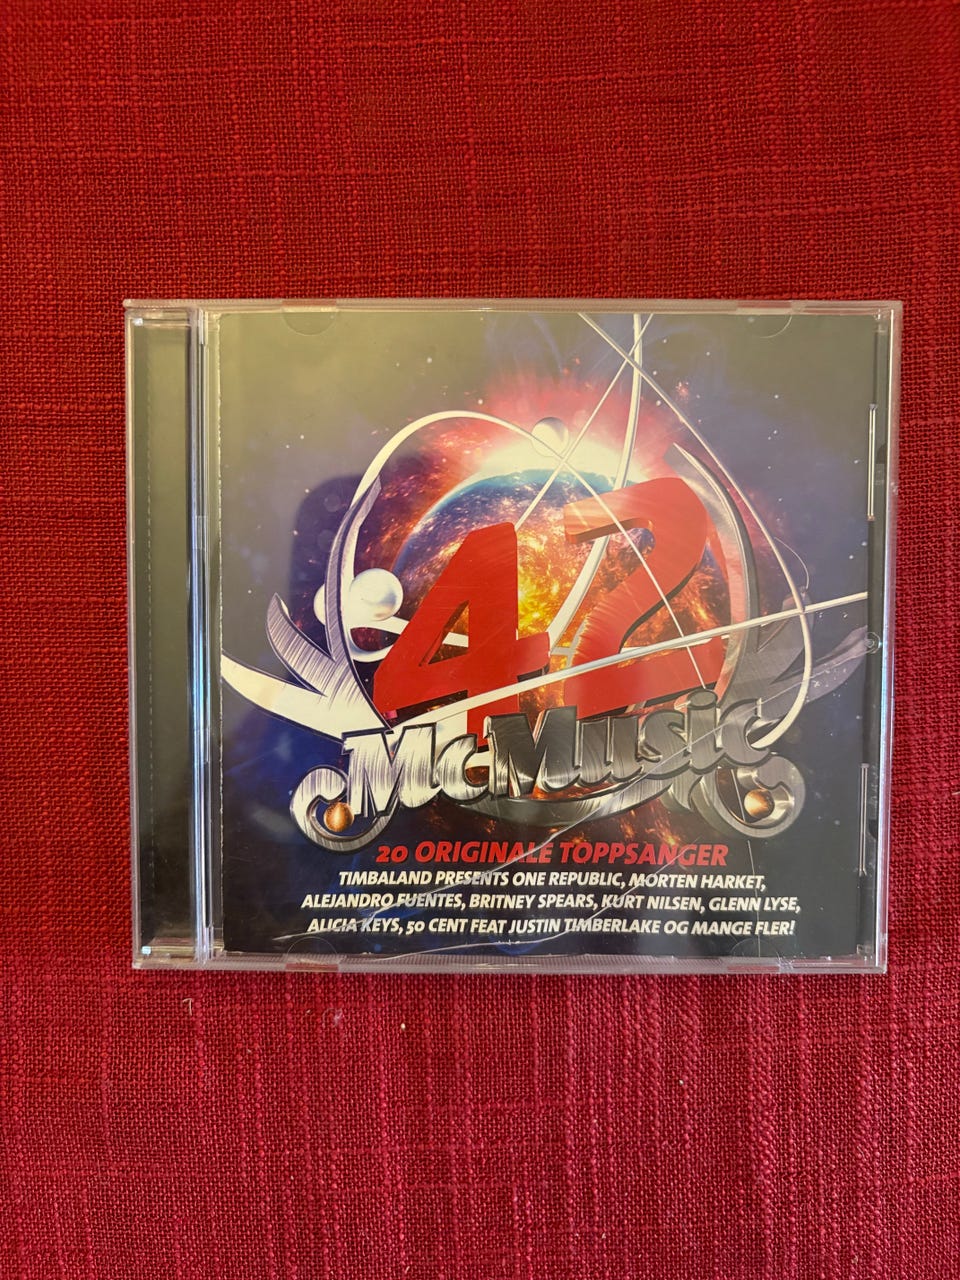 42
McMusic
20 ORIGINALE TOPPSANGER
TIMBALAND PRESENTS ONE REPUBLIC, MORTEN HARKET,
ALEJANDRO FUENTES, BRITNEY SPEARS, KURT NILSEN, GLENN LYSE,
ALICIA KEYS, 50 CENT FEAT JUSTIN TIMBERLAKE OG MANGE FLER!